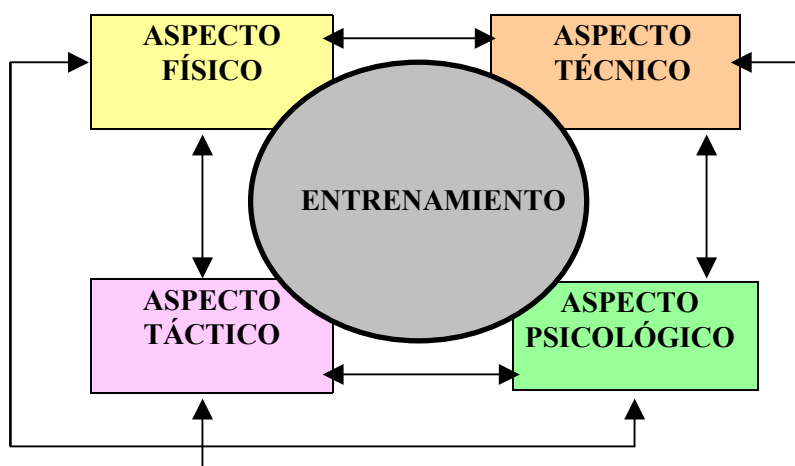 ASPECTO
FÍSICO
ASPECTO
TÉCNICO
ENTRENAMIENTO
ASPECTO
TÁCTICO
ASPECTO
PSICOLÓGICO